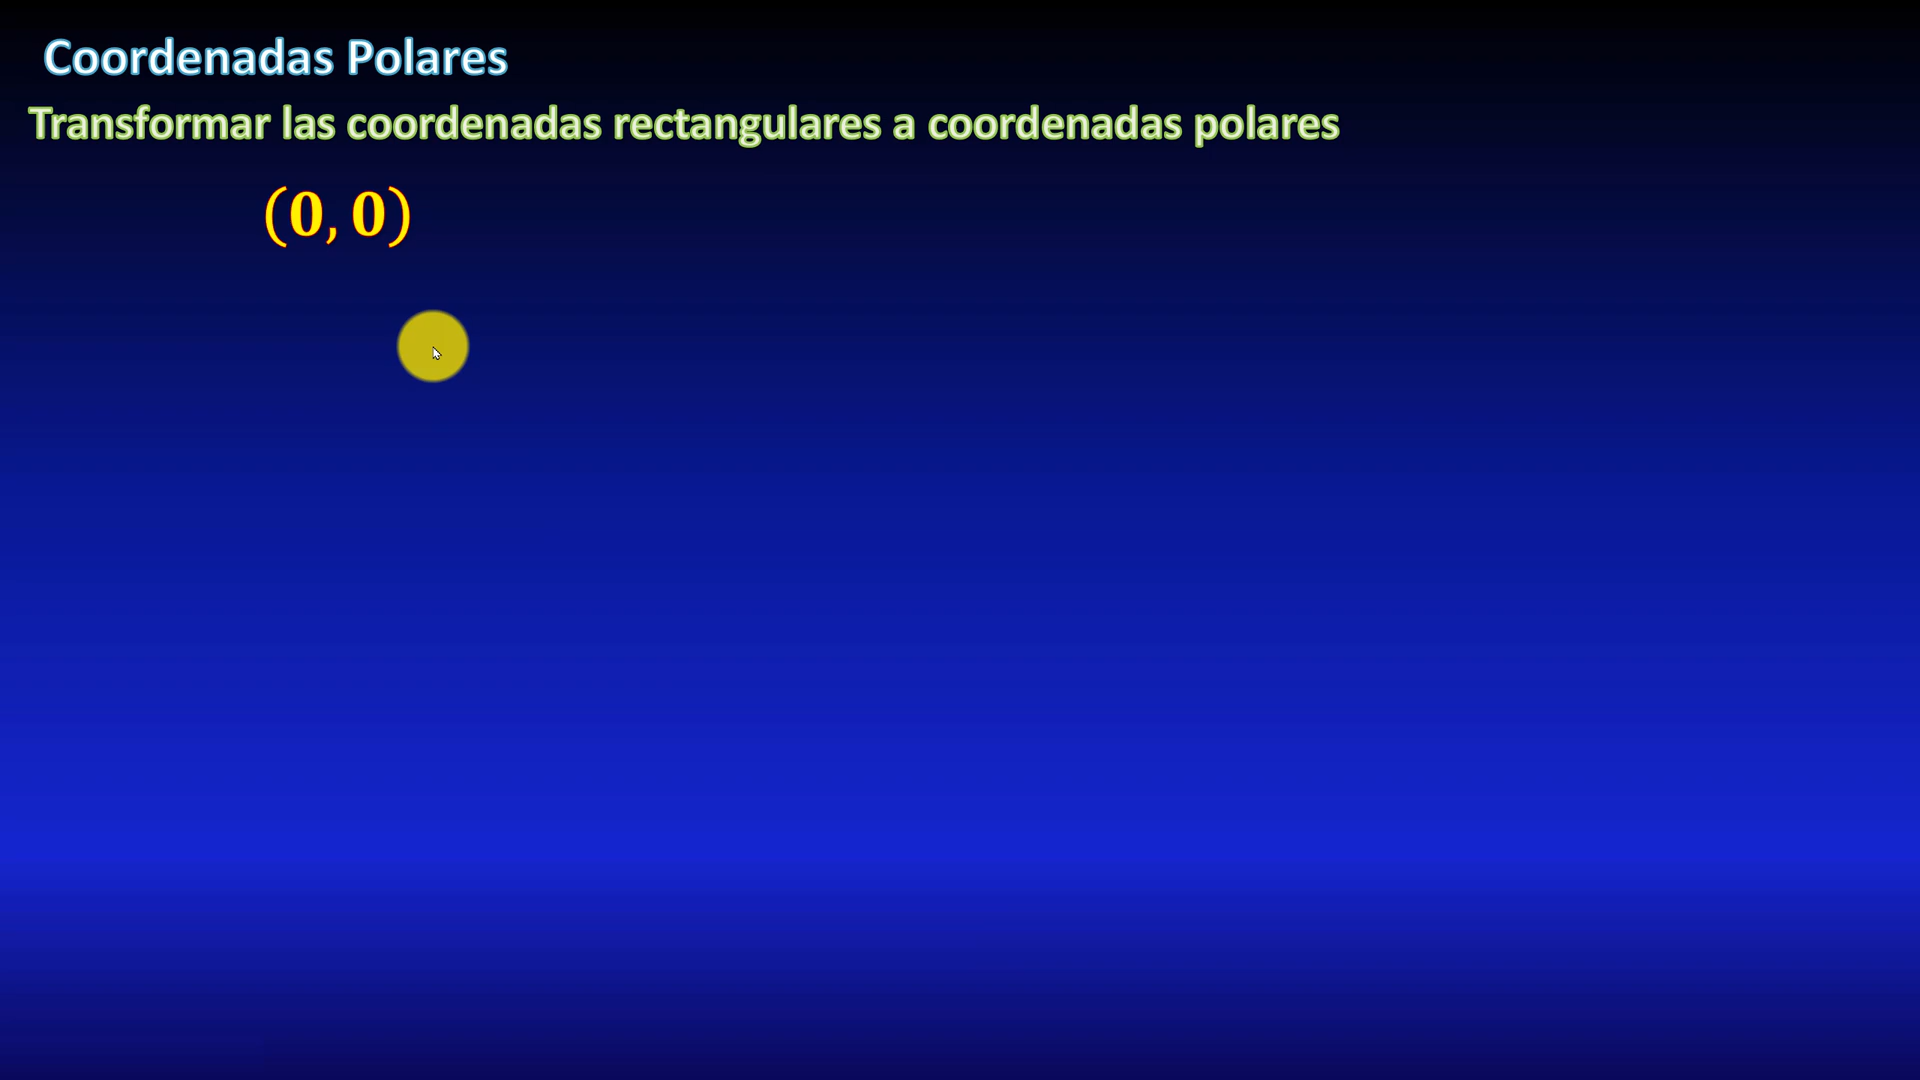 Coordenadas Polares
Transformar las coordenadas rectangulares a coordenadas polares
(0, 0)